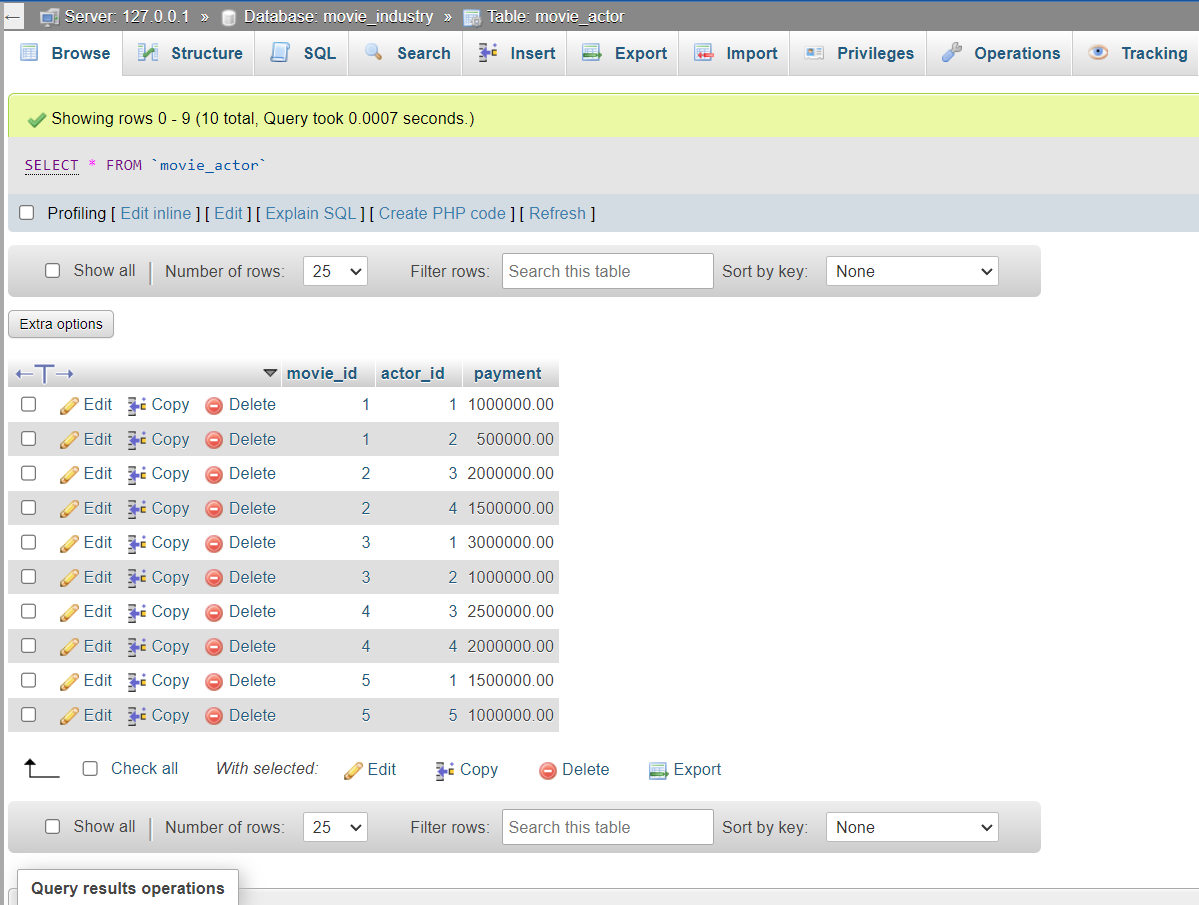 Server: 127.0.0.1 » Database: movie_industry » Table: movie_actor
Browse Structure SQL Search Insert Export Import Privileges Operations Tracking
Showing rows 0 - 9 (10 total, Query took 0.0007 seconds.)
SELECT * FROM `movie_actor`
Profiling [ Edit inline ] [ Edit ] [ Explain SQL ] [ Create PHP code ] [ Refresh ]
Show all | Number of rows: 25 Filter rows: Search this table Sort by key: None
Extra options
←T→ movie_id actor_id payment
Edit Copy Delete 1 1 1000000.00
Edit Copy Delete 1 2 500000.00
Edit Copy Delete 2 3 2000000.00
Edit Copy Delete 2 4 1500000.00
Edit Copy Delete 3 1 3000000.00
Edit Copy Delete 3 2 1000000.00
Edit Copy Delete 4 3 2500000.00
Edit Copy Delete 4 4 2000000.00
Edit Copy Delete 5 1 1500000.00
Edit Copy Delete 5 5 1000000.00
Check all With selected: Edit Copy Delete Export
Show all | Number of rows: 25 Filter rows: Search this table Sort by key: None
Query results operations